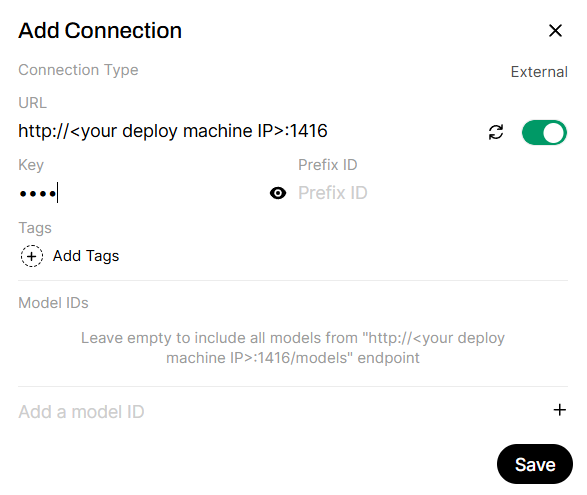 Add Connection
Connection Type
External
URL
http://<your deploy machine IP>:1416
Key
Prefix ID
••••
Prefix ID
Tags
Add Tags
Model IDs
Leave empty to include all models from "http://<your deploy
machine IP>:1416/models" endpoint
Add a model ID
Save